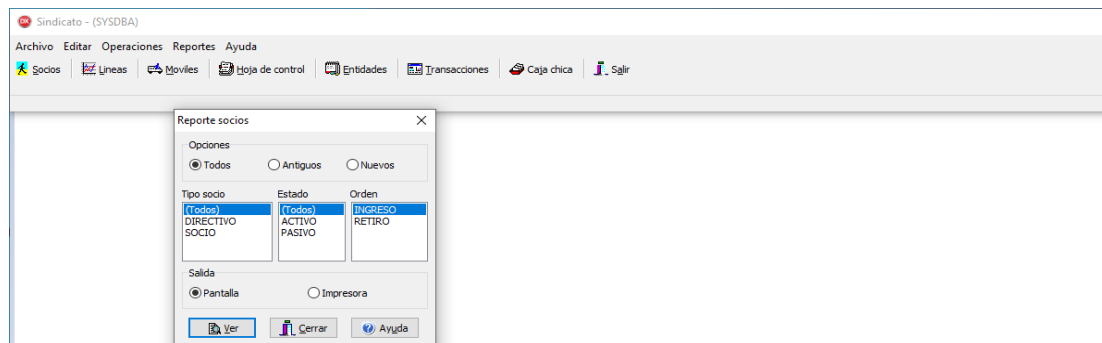 DX Sindicato - (SYSDBA)
Archivo Editar Operaciones Reportes Ayuda
Socios Lineas Moviles Hoja de control Entidades Transacciones Caja chica Salir
Reporte socios
Opciones
Todos Antiguos Nuevos
Tipo socio Estado Orden
(Todos) (Todos) INGRESO
DIRECTIVO ACTIVO RETIRO
SOCIO PASIVO
Salida
Pantalla Impresora
Ver Cerrar Ayuda